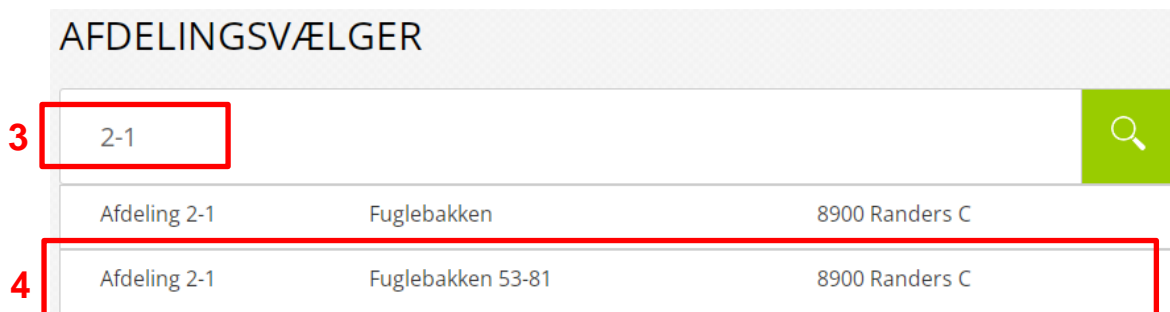 AFDELINGSVÆLGER
3 2-1
Afdeling 2-1 Fuglebakken 8900 Randers C
4 Afdeling 2-1 Fuglebakken 53-81 8900 Randers C